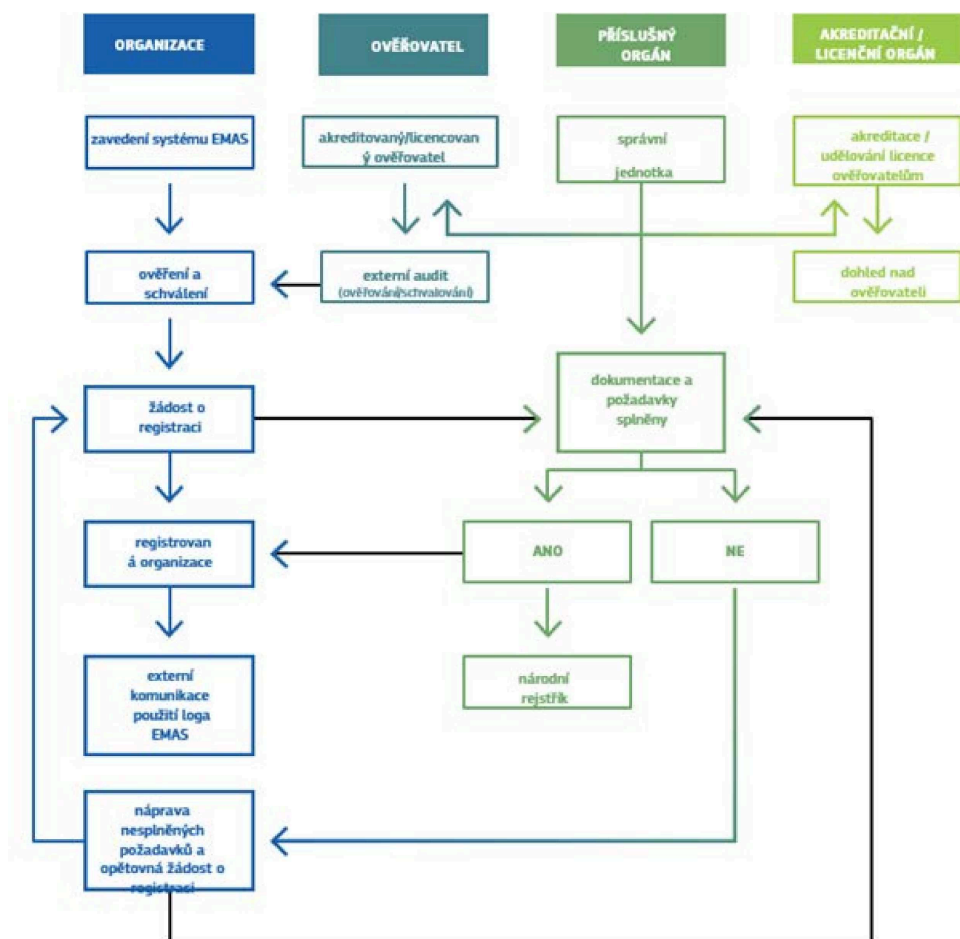 ORGANIZACE
OVĚŘOVATEL
PŘÍSLUŠNÝ
ORGÁN
AKREDITAČNÍ /
LICENČNÍ ORGÁN
zavedení systému EMAS
akreditovaný/licencovan
ý ověřovatel
správní
jednotka
akreditace /
udělování licence
ověřovatelům
ověření a
schválení
externí audit
(ověřování/schvalování)
dohled nad
ověřovateli
žádost o
registraci
dokumentace a
požadavky
splněny
registrovan
á organizace
ANO
NE
externí
komunikace
použití loga
EMAS
národní
rejstřík
náprava
nesplněných
požadavků a
opětovná žádost o
registraci